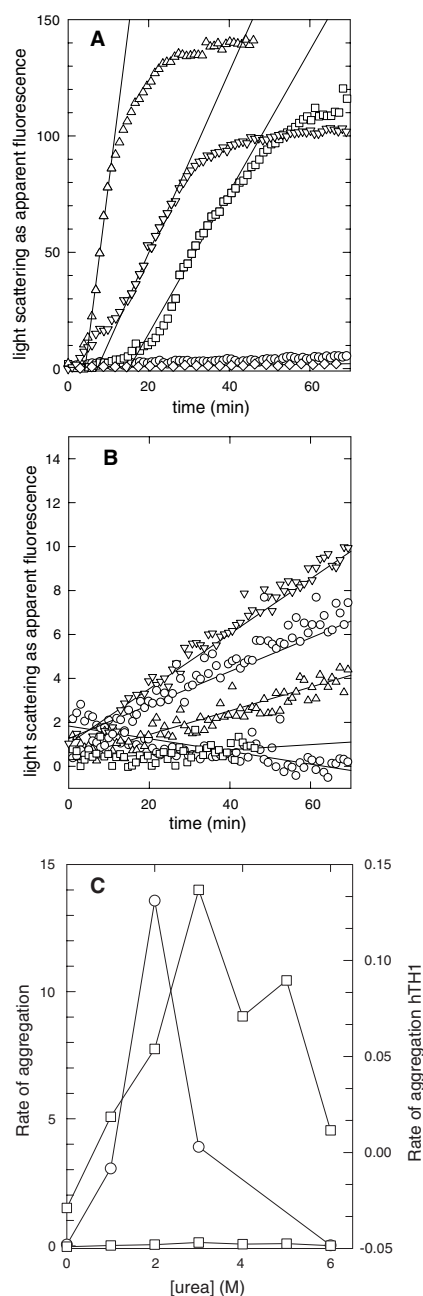 A
150
100
50
0
light scattering as apparent fluorescence
0 20 40 60
time (min)
B
14
12
10
8
6
4
2
0
light scattering as apparent fluorescence
0 20 40 60
time (min)
C
15
10
5
0
Rate of aggregation
0.15
0.10
0.05
0.00
-0.05
Rate of aggregation hTH1
0 2 4 6
[urea] (M)